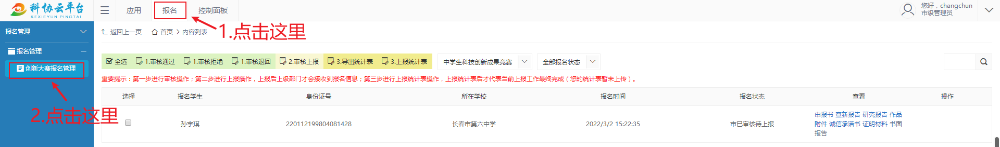 科协云平台
KEXIEYUN PINGTAI
应用 报名 控制面板
您好，changchun
市级管理员
报名管理
返回上一页 首页 内容列表
1.点击这里
报名管理
创新大赛报名管理
2.点击这里
全选 1.审核通过 1.审核拒绝 1.审核退回 2.审核上报 3.导出统计表 3.上报统计表 中学生科技创新成果竞赛 全部报名状态
重要提示：第一步进行审核操作；第二步进行上报操作，上报后上级部门才会接收到报名信息；第三步进行上报统计表操作，上报统计表后才代表当前上报工作最终完成（您的统计表暂未上传）。
选择 报名学生 身份证号 所在学校 报名时间 报名状态 查看 操作
孙宇琪 220112199804081428 长春市第六中学 2022/3/2 15:22:35 市已审核待上报
申报书 查新报告 研究报告 作品
附件 诚信承诺书 证明材料 书面
报告